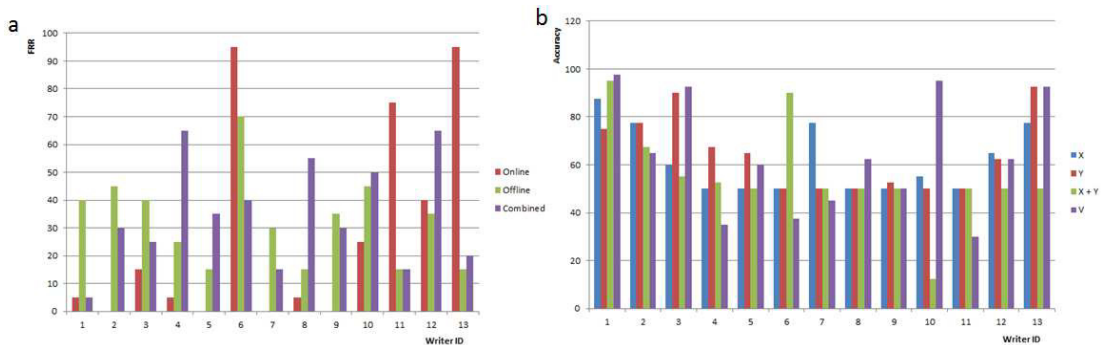 a
FRR
100
90
80
70
60
50
40
30
20
10
0
1 2 3 4 5 6 7 8 9 10 11 12 13
Writer ID
Online
Offline
Combined
b
Accuracy
120
100
80
60
40
20
0
1 2 3 4 5 6 7 8 9 10 11 12 13
Writer ID
X
Y
X + Y
V